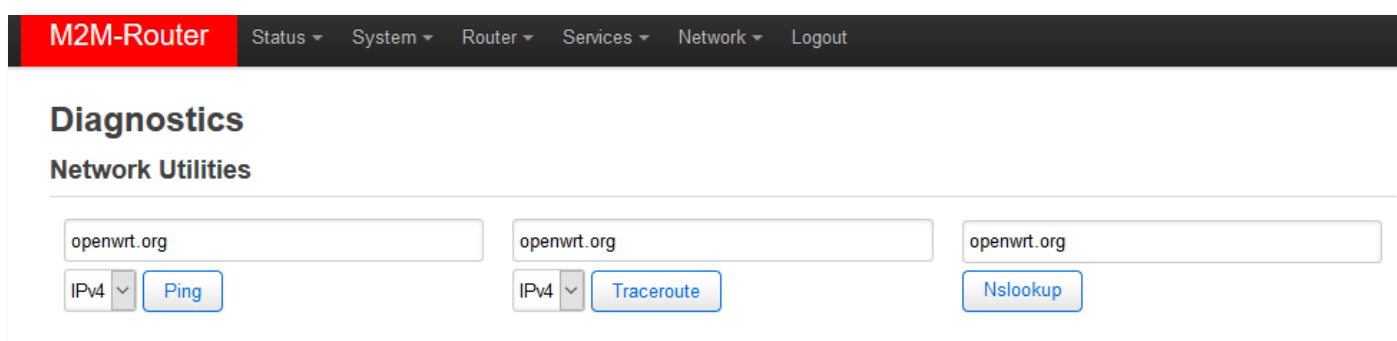 M2M-Router Status System Router Services Network Logout
Diagnostics
Network Utilities
openwrt.org openwrt.org openwrt.org
IPv4 Ping IPv4 Traceroute Nslookup